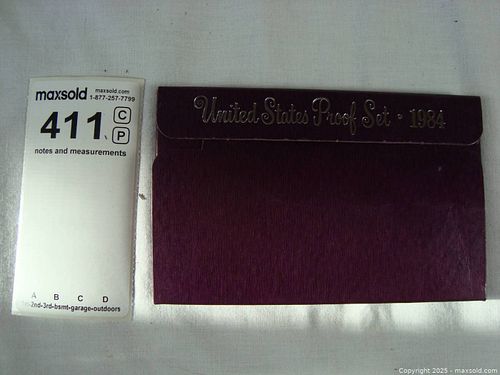 maxsold maxsold.com
1-877-257-7799
411 C
P
notes and measurements
A B C D
-2nd-3rd-bsmt-garage-outdoors
United States Proof Set · 1984
Copyright 2025 - maxsold.com